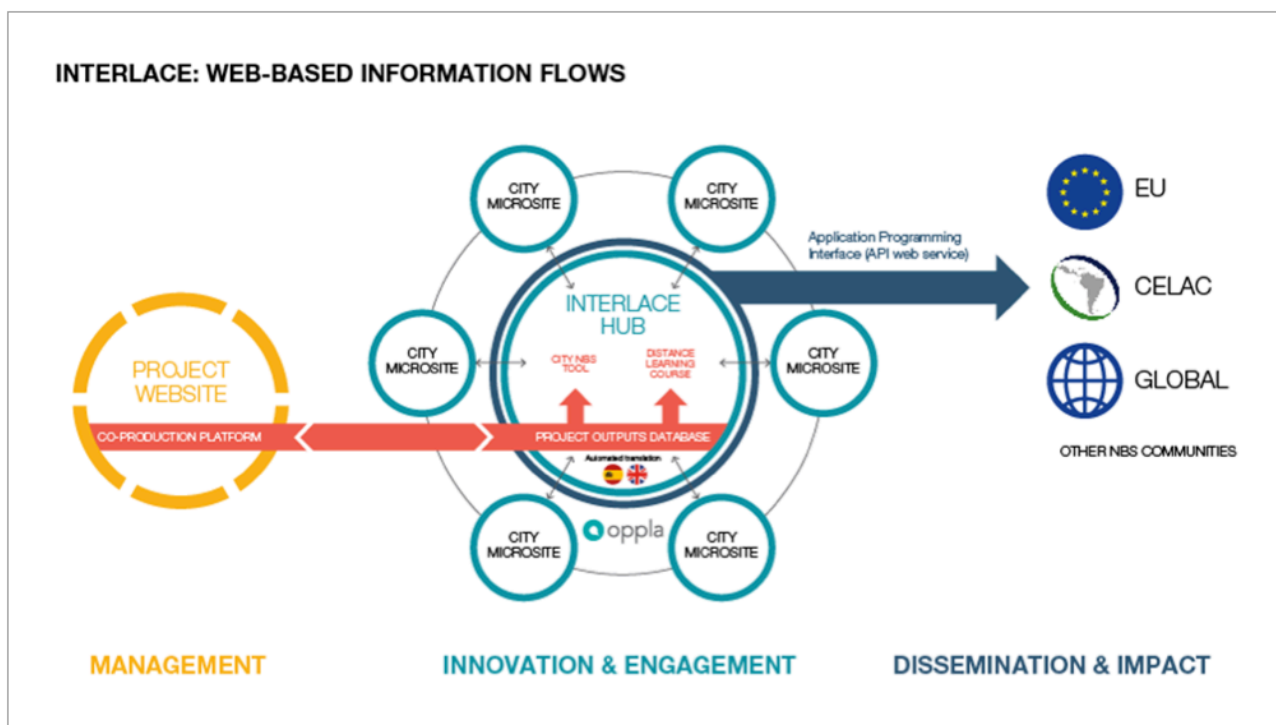 INTERLACE: WEB-BASED INFORMATION FLOWS
CITY
MICROSITE
CITY
MICROSITE
EU
Application Programming
Interface (API web service)
CELAC
INTERLACE
HUB
CITY
MICROSITE
CITY NBS
TOOL
DISTANCE
LEARNING
COURSE
CITY
MICROSITE
PROJECT
WEBSITE
GLOBAL
CO-PRODUCTION PLATFORM
PROJECT OUTPUTS DATABASE
OTHER NBS COMMUNITIES
Automated translation
CITY
MICROSITE
oppla
CITY
MICROSITE
MANAGEMENT
INNOVATION & ENGAGEMENT
DISSEMINATION & IMPACT